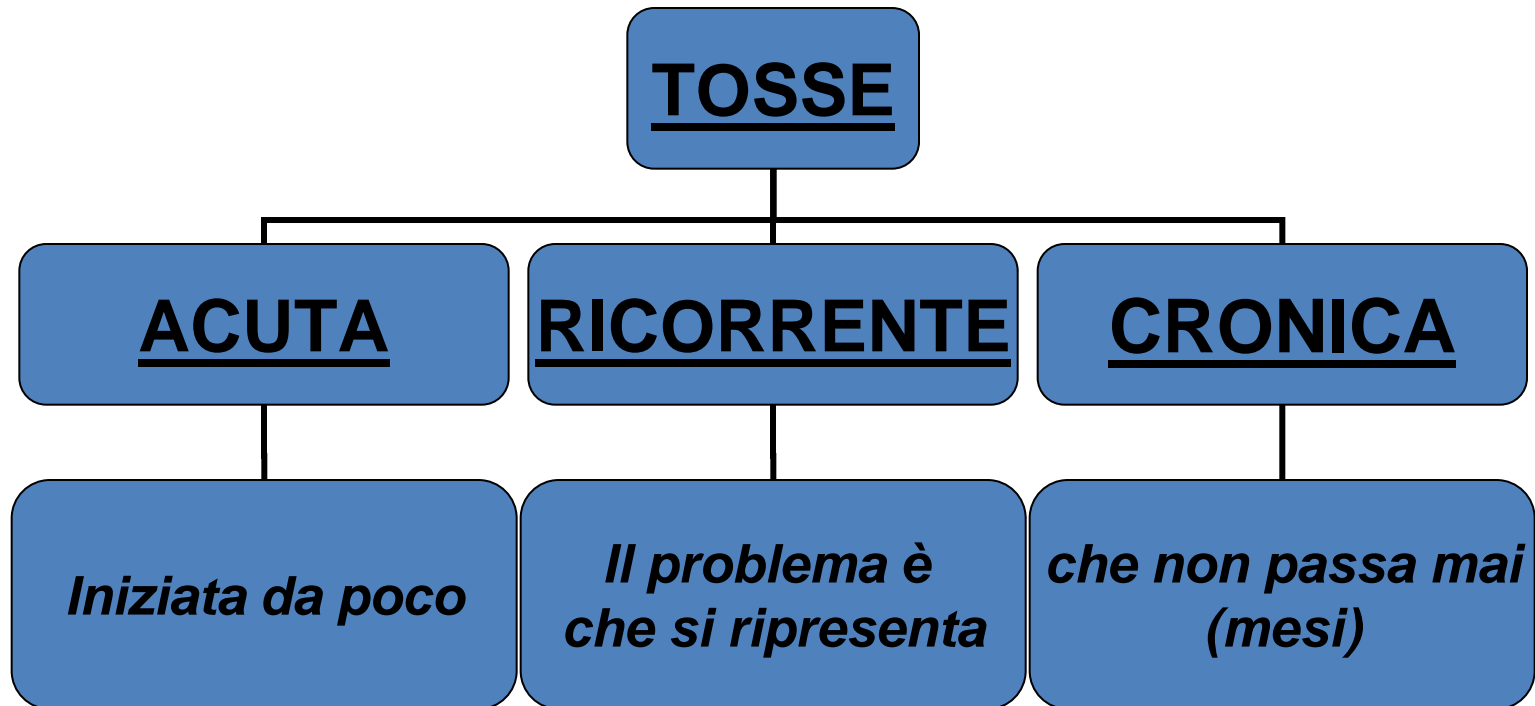 TOSSE
ACUTA
RICORRENTE
CRONICA
Iniziata da poco
Il problema è
che si ripresenta
che non passa mai
(mesi)